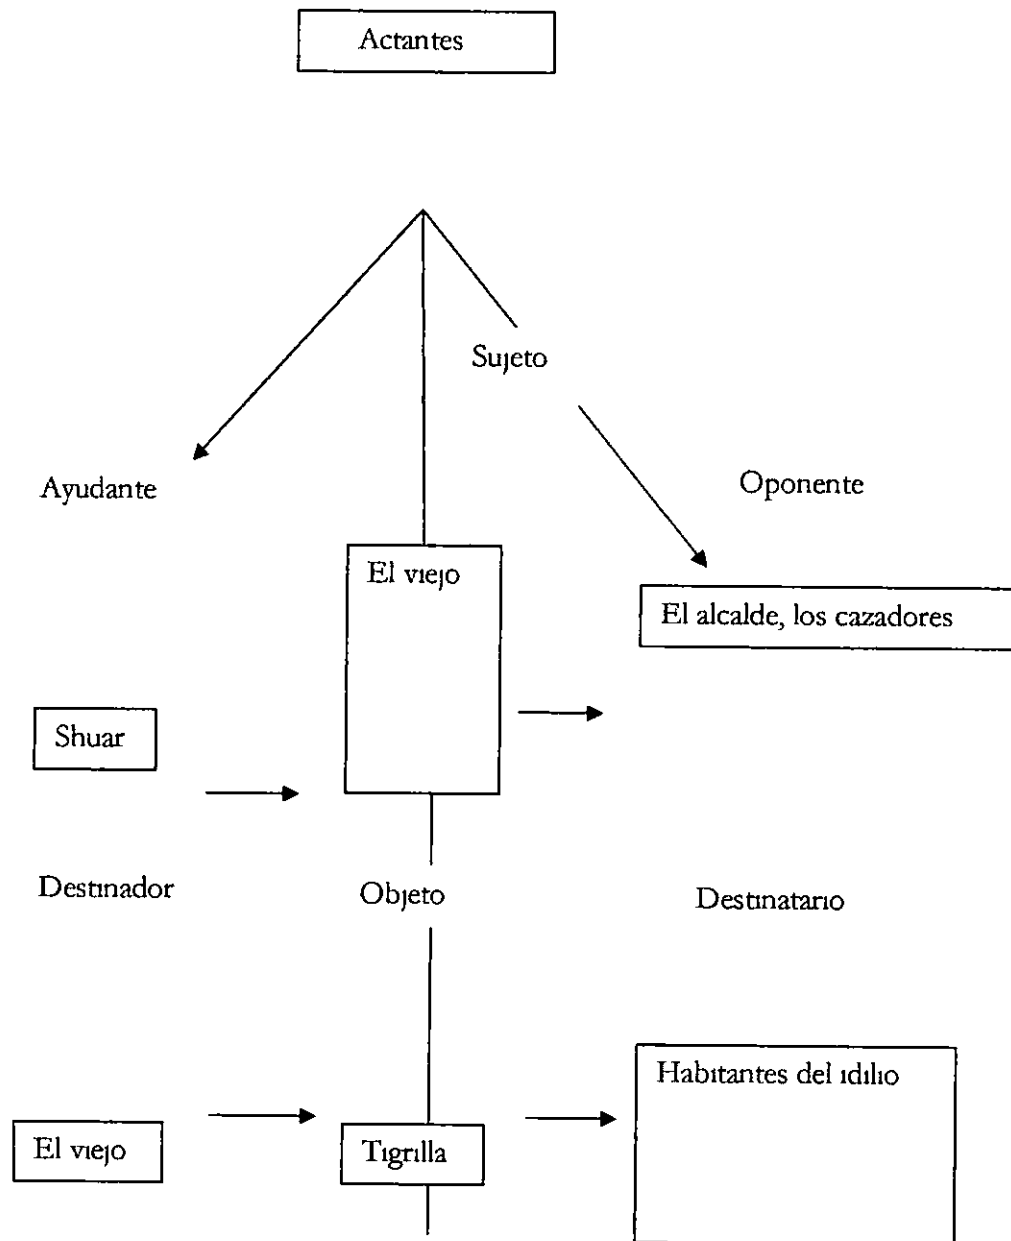 Actantes
Sujeto
Ayudante
Oponente
El viejo
El alcalde, los cazadores
Shuar
Destinador
Objeto
Destinatario
Habitantes del idilio
El viejo
Tigrilla